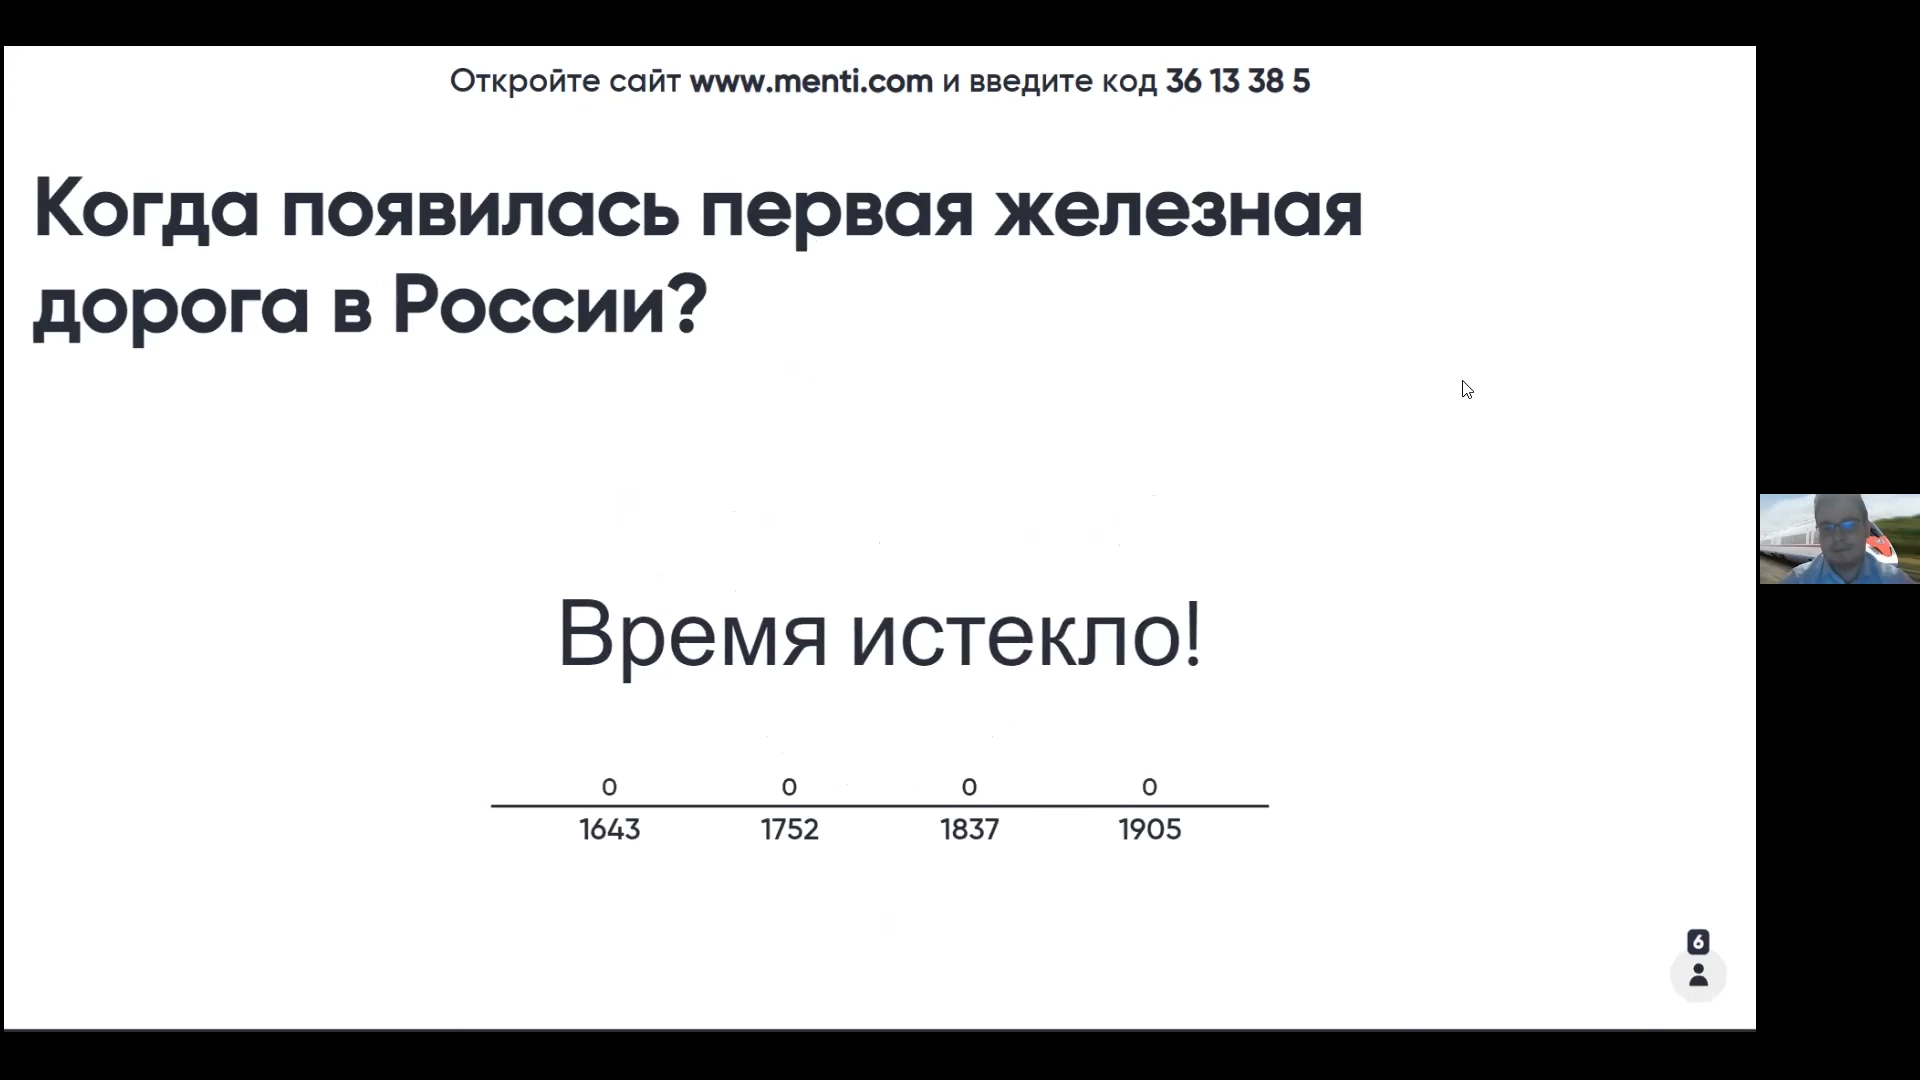 Откройте сайт www.menti.com и введите код 36 13 38 5
Когда появилась первая железная
дорога в России?
Время истекло!
0 0 0 0
1643 1752 1837 1905
6